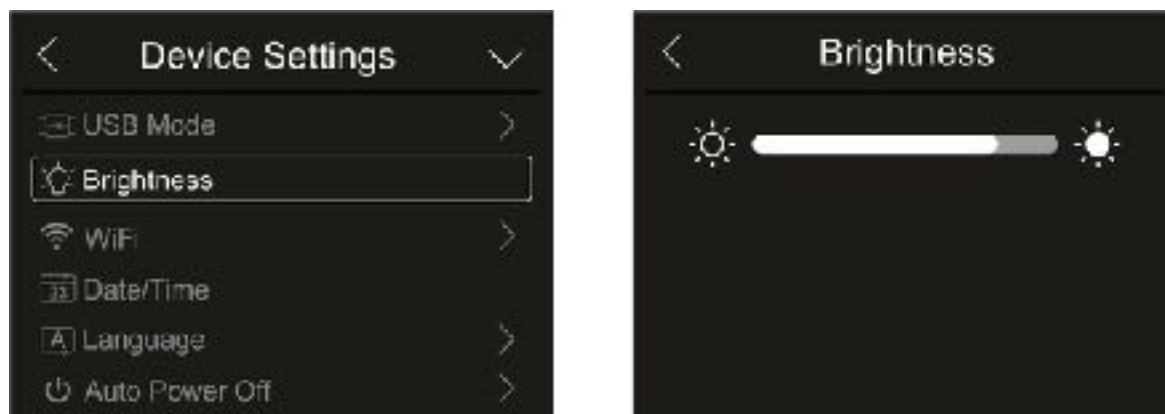 Device Settings
USB Mode
Brightness
WiFi
Date/Time
Language
Auto Power Off
Brightness